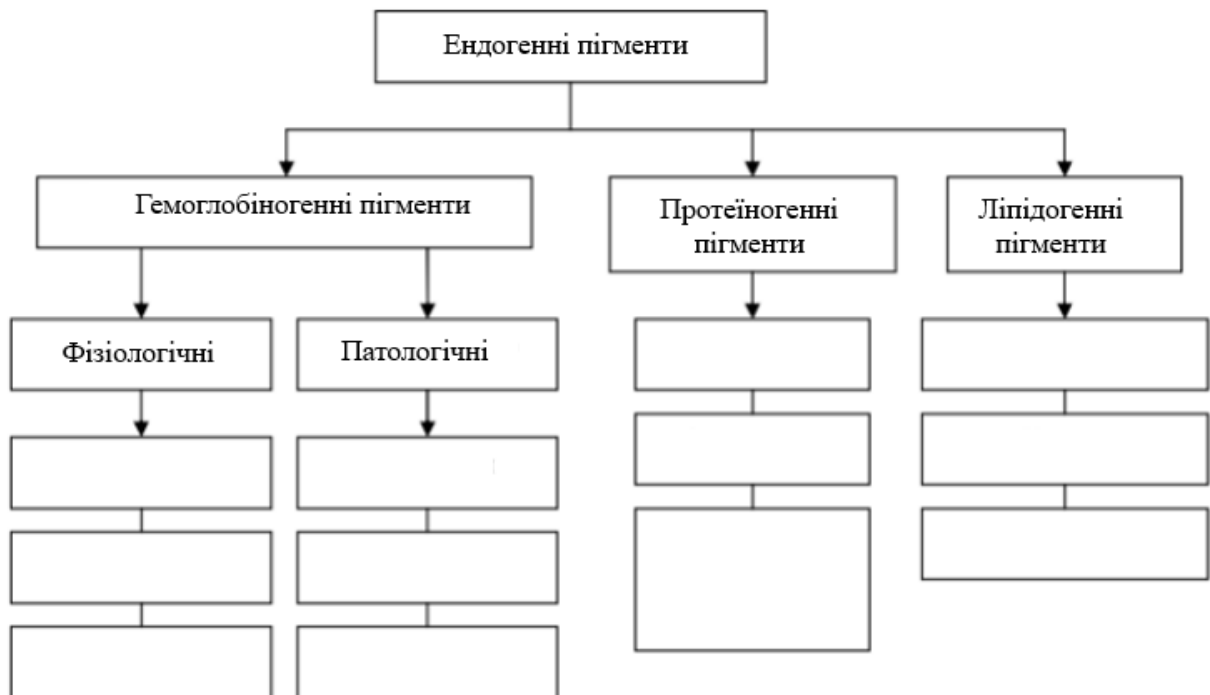 Ендогенні пігменти
Гемоглобіногенні пігменти
Протеїногенні
пігменти
Ліпідогенні
пігменти
Фізіологічні
Патологічні